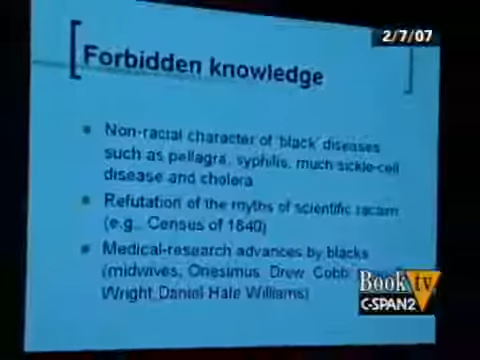 2/7/07
Forbidden knowledge
Non-racial character of 'black' diseases
such as pellagra, syphilis, much sickle-cell
disease and cholera
Refutation of the myths of scientific racism
(e.g., Census of 1840)
Medical-research advances by blacks
(midwives, Onesimus, Drew Cobb
Wright, Daniel Hale Williams)
Book tv
C-SPAN2